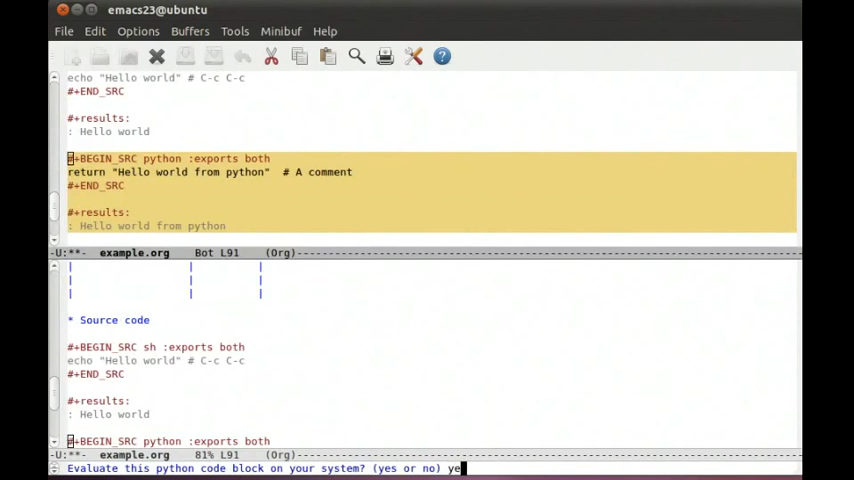 emacs23@ubuntu
File Edit Options Buffers Tools Minibuf Help
echo "Hello world" # C-c C-c
#+END_SRC
#+results:
: Hello world
#+BEGIN_SRC python :exports both
return "Hello world from python"  # A comment
#+END_SRC
#+results:
: Hello world from python
-U:**-  example.org    Bot L91    (Org)--------------------------------------------------------------------------------
|                  |          |
|                  |          |
|                  |          |
* Source code
#+BEGIN_SRC sh :exports both
echo "Hello world" # C-c C-c
#+END_SRC
#+results:
: Hello world
#+BEGIN_SRC python :exports both
-U:**-  example.org    81% L91    (Org)--------------------------------------------------------------------------------
Evaluate this python code block on your system? (yes or no) ye